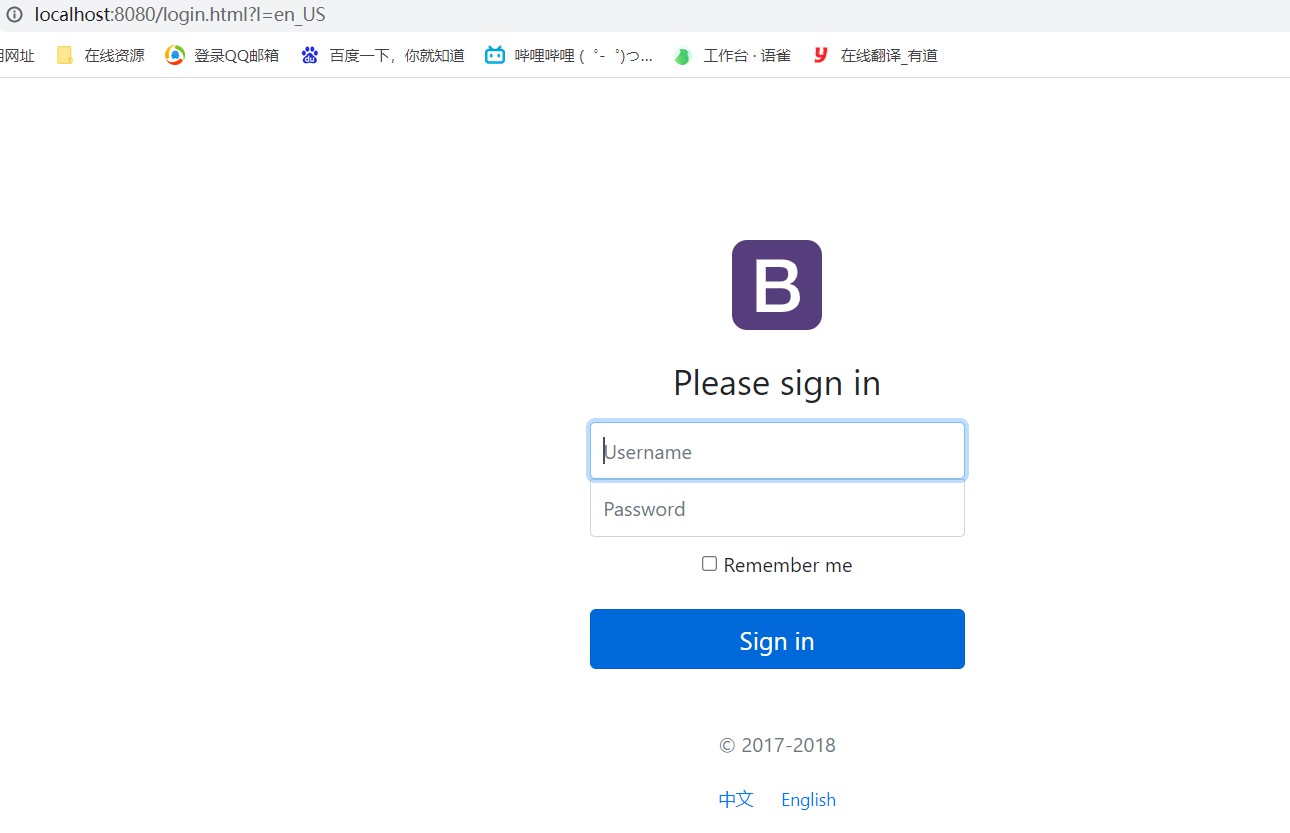 localhost:8080/login.html?l=en_US
用网址 在线资源 登录QQ邮箱 百度一下，你就知道 哔哩哔哩 ( ゜- ゜)つ... 工作台 · 语雀 在线翻译_有道
B
Please sign in
Username
Password
Remember me
Sign in
© 2017-2018
中文 English